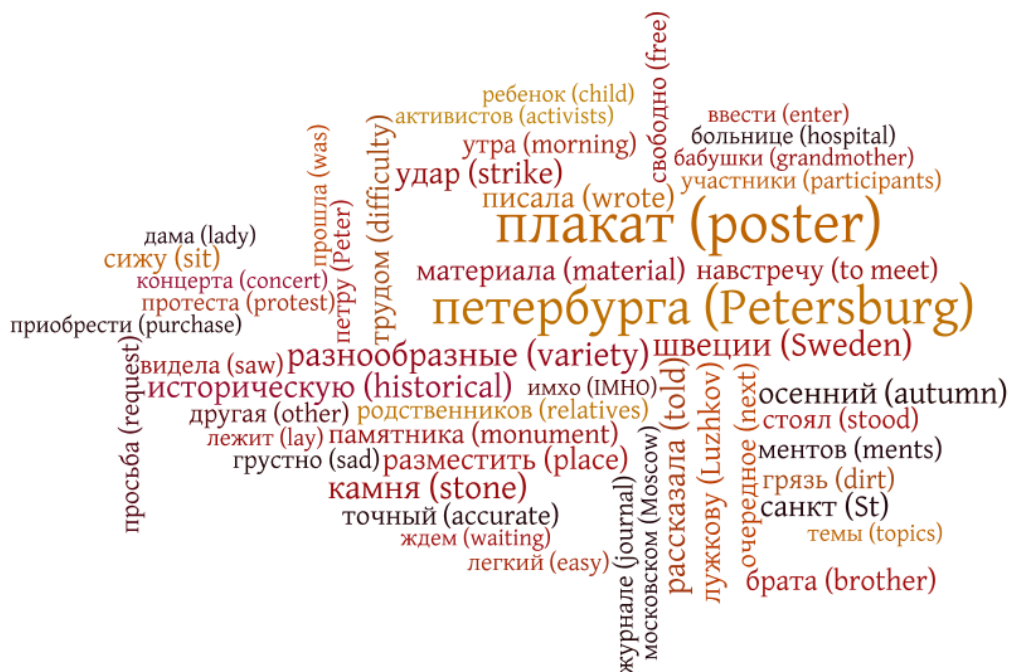 свободно (free)
ребенок (child)
активистов (activists)
ввести (enter)
больнице (hospital)
утра (morning)
бабушки (grandmother)
удар (strike)
участники (participants)
писала (wrote)
трудом (difficulty)
прошла (was)
плакат (poster)
петру (Peter)
дама (lady)
сижу (sit)
материала (material)
навстречу (to meet)
концерта (concert)
протеста (protest)
петербурга (Petersburg)
приобрести (purchase)
разнообразные (variety)
швеции (Sweden)
видела (saw)
просьба (request)
историческую (historical)
имхо (IMHO)
осенний (autumn)
другая (other)
родственников (relatives)
рассказала (told)
лужкову (Luzhkov)
очередное (next)
стоял (stood)
лежит (lay)
памятника (monument)
ментов (ments)
грустно (sad)
разместить (place)
грязь (dirt)
камня (stone)
санкт (St)
точный (accurate)
журнале (journal)
московском (Moscow)
темы (topics)
ждем (waiting)
легкий (easy)
брата (brother)